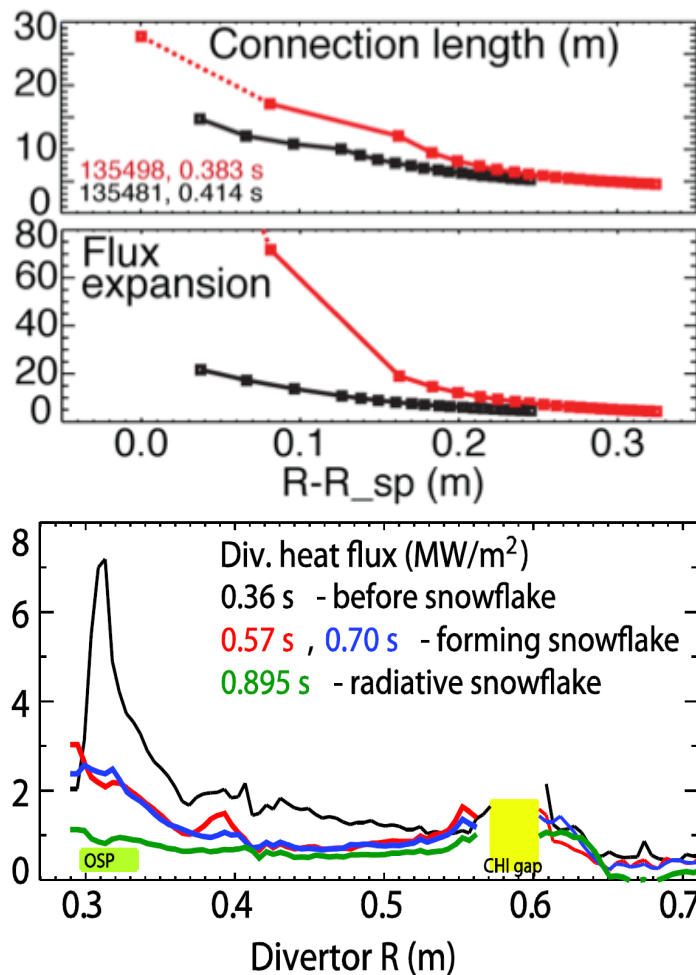 30
Connection length (m)
20
10
135498, 0.383 s
135481, 0.414 s
0
80
Flux
expansion
60
40
20
0
0.0 0.1 0.2 0.3
R-R_sp (m)
8
Div. heat flux (MW/m²)
0.36 s - before snowflake
6
0.57 s , 0.70 s - forming snowflake
0.895 s - radiative snowflake
4
2
OSP
CHI gap
0
0.3 0.4 0.5 0.6 0.7
Divertor R (m)